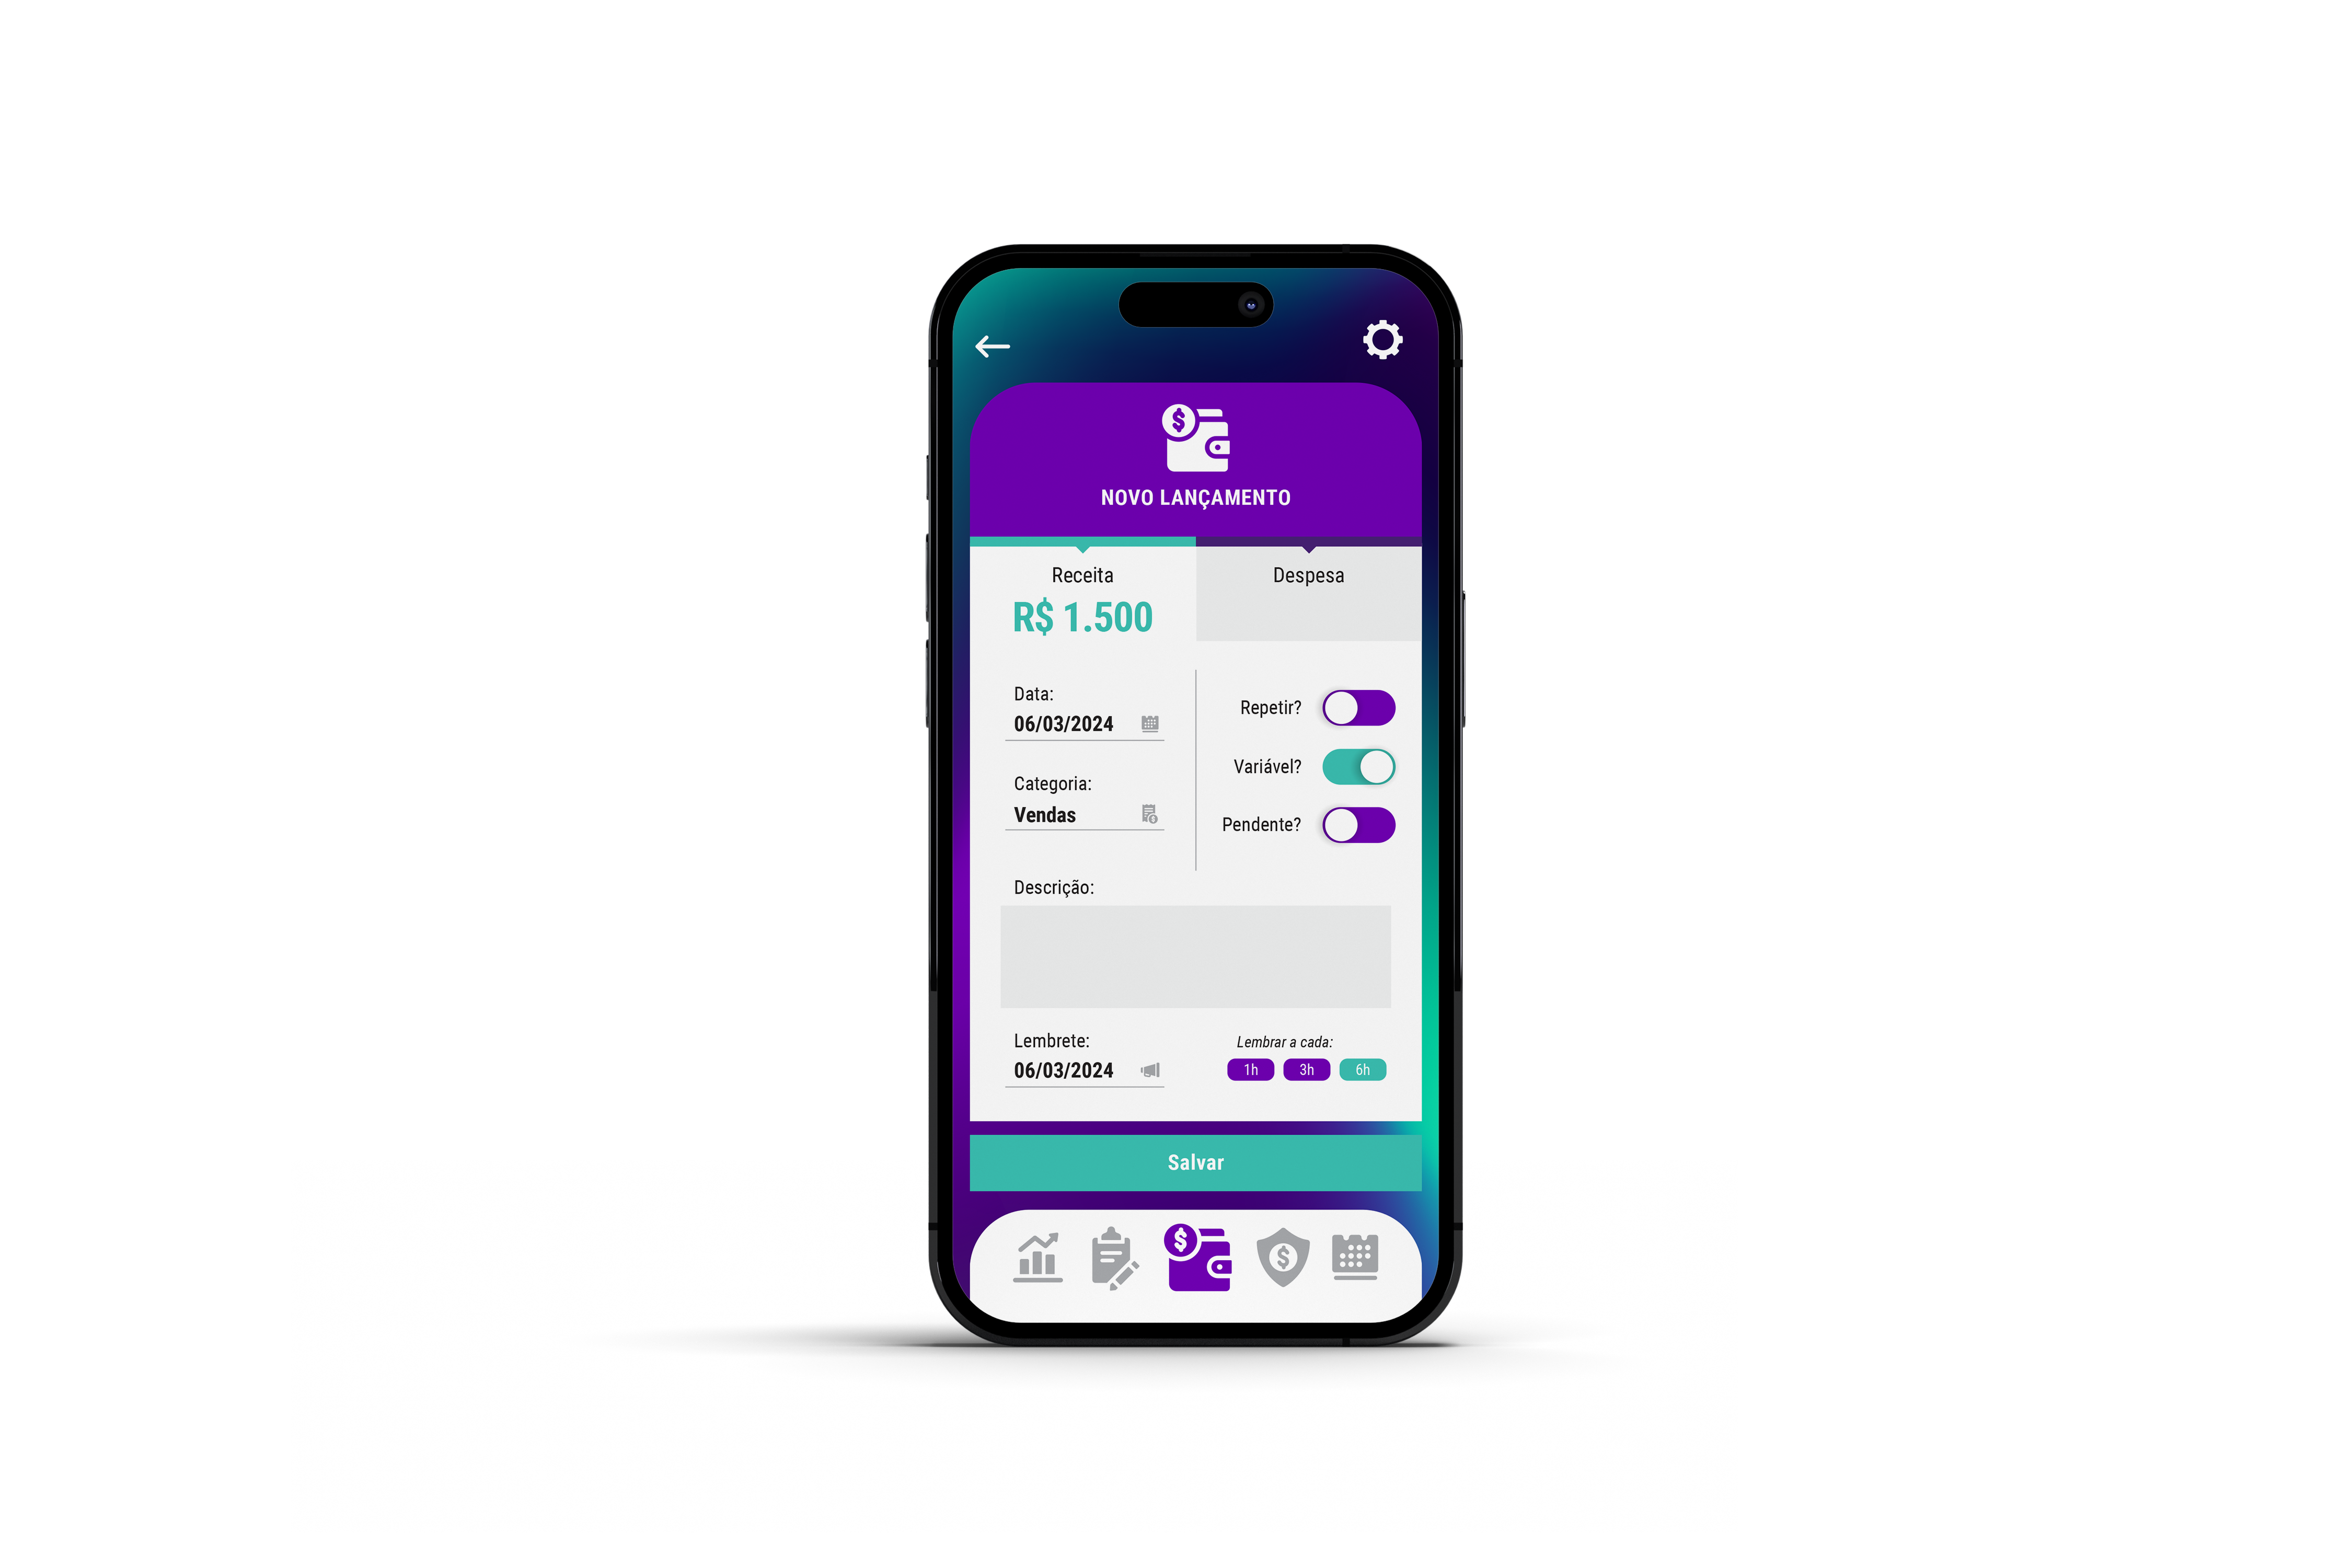 NOVO LANÇAMENTO
Receita
Despesa
R$ 1.500
Data:
06/03/2024
Categoria:
Vendas
Repetir?
Variável?
Pendente?
Descrição:
Lembrete:
06/03/2024
Lembrar a cada:
1h 3h 6h
Salvar